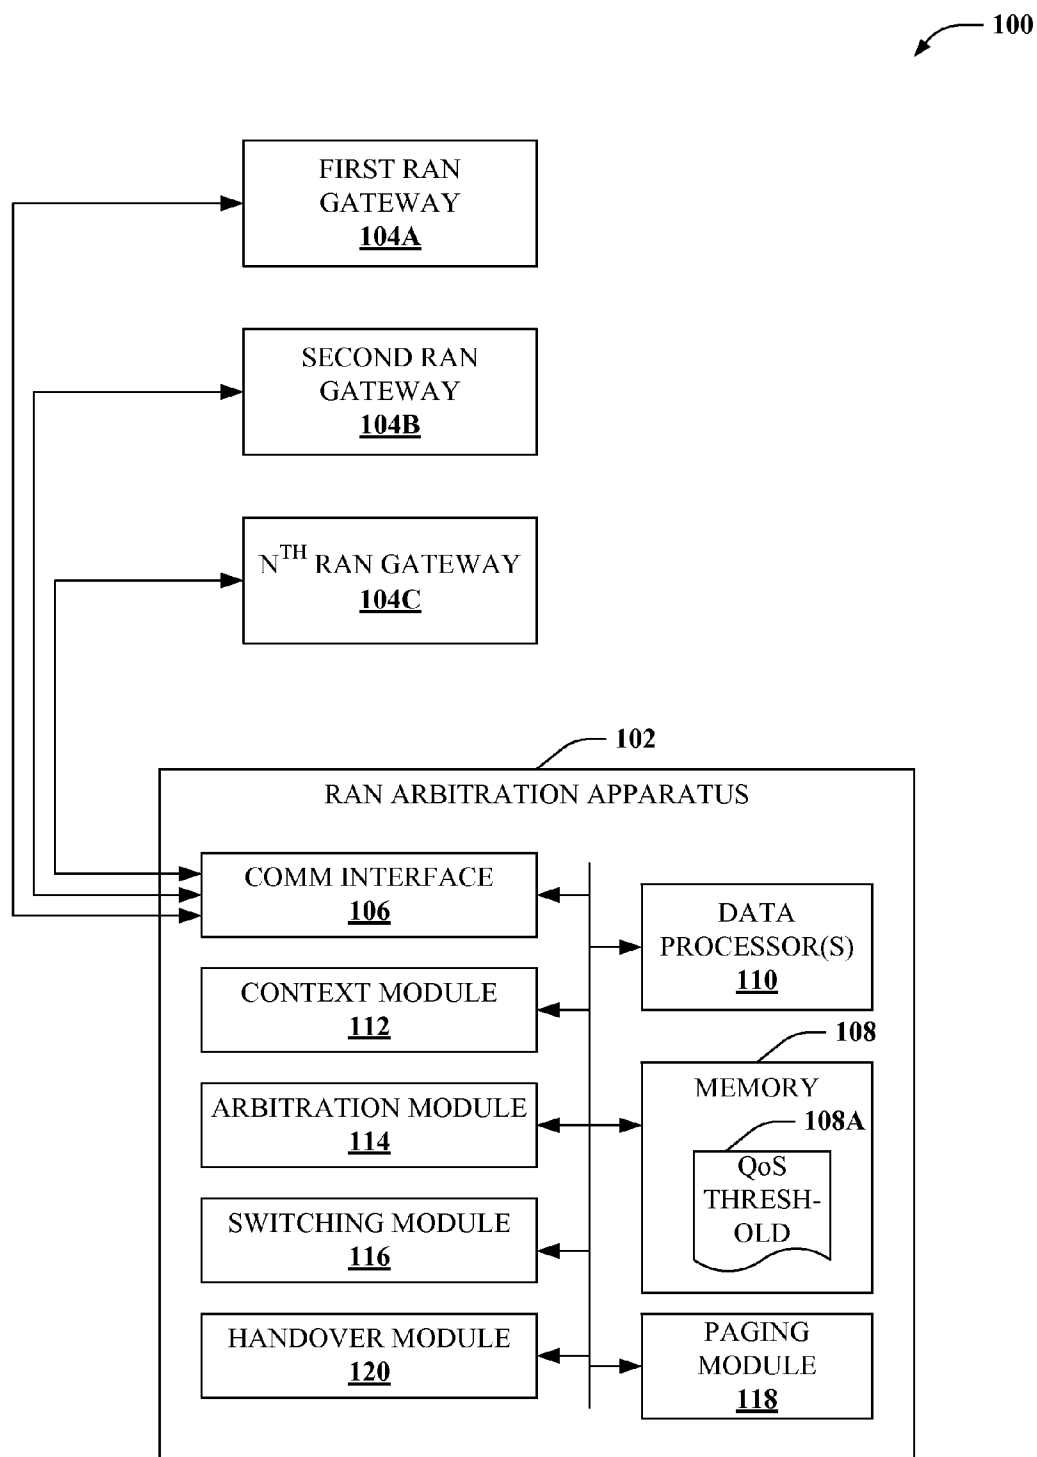 100
FIRST RAN
GATEWAY
104A
SECOND RAN
GATEWAY
104B
NTH RAN GATEWAY
104C
102
RAN ARBITRATION APPARATUS
COMM INTERFACE
106
DATA
PROCESSOR(S)
110
CONTEXT MODULE
112
108
MEMORY
108A
QoS
THRESH-
OLD
ARBITRATION MODULE
114
SWITCHING MODULE
116
HANDOVER MODULE
120
PAGING
MODULE
118